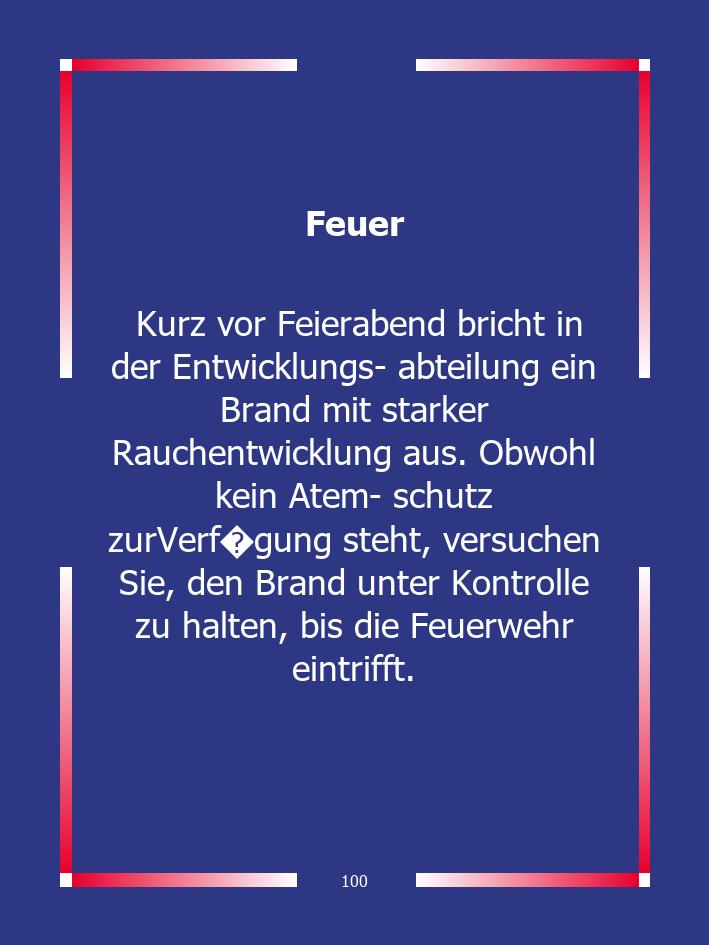 Feuer
Kurz vor Feierabend bricht in
der Entwicklungs- abteilung ein
Brand mit starker
Rauchentwicklung aus. Obwohl
kein Atem- schutz
zurVerf�gung steht, versuchen
Sie, den Brand unter Kontrolle
zu halten, bis die Feuerwehr
eintrifft.
100